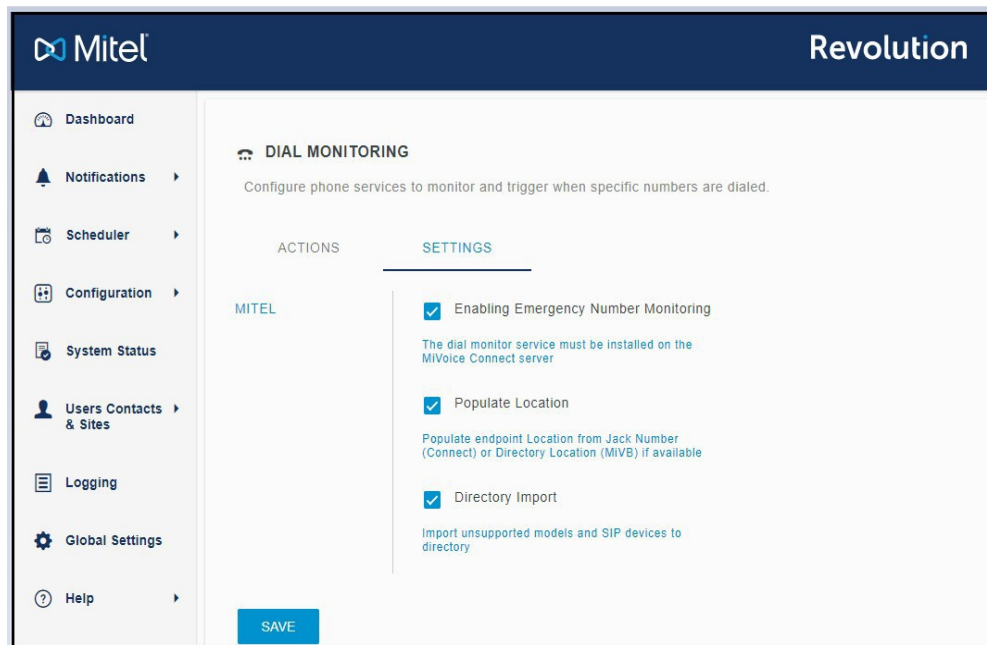 Mitel
Revolution
Dashboard
Notifications
Scheduler
Configuration
System Status
Users Contacts
& Sites
Logging
Global Settings
Help
DIAL MONITORING
Configure phone services to monitor and trigger when specific numbers are dialed.
ACTIONS
SETTINGS
MITEL
Enabling Emergency Number Monitoring
The dial monitor service must be installed on the
MiVoice Connect server
Populate Location
Populate endpoint Location from Jack Number
(Connect) or Directory Location (MiVB) if available
Directory Import
Import unsupported models and SIP devices to
directory
SAVE